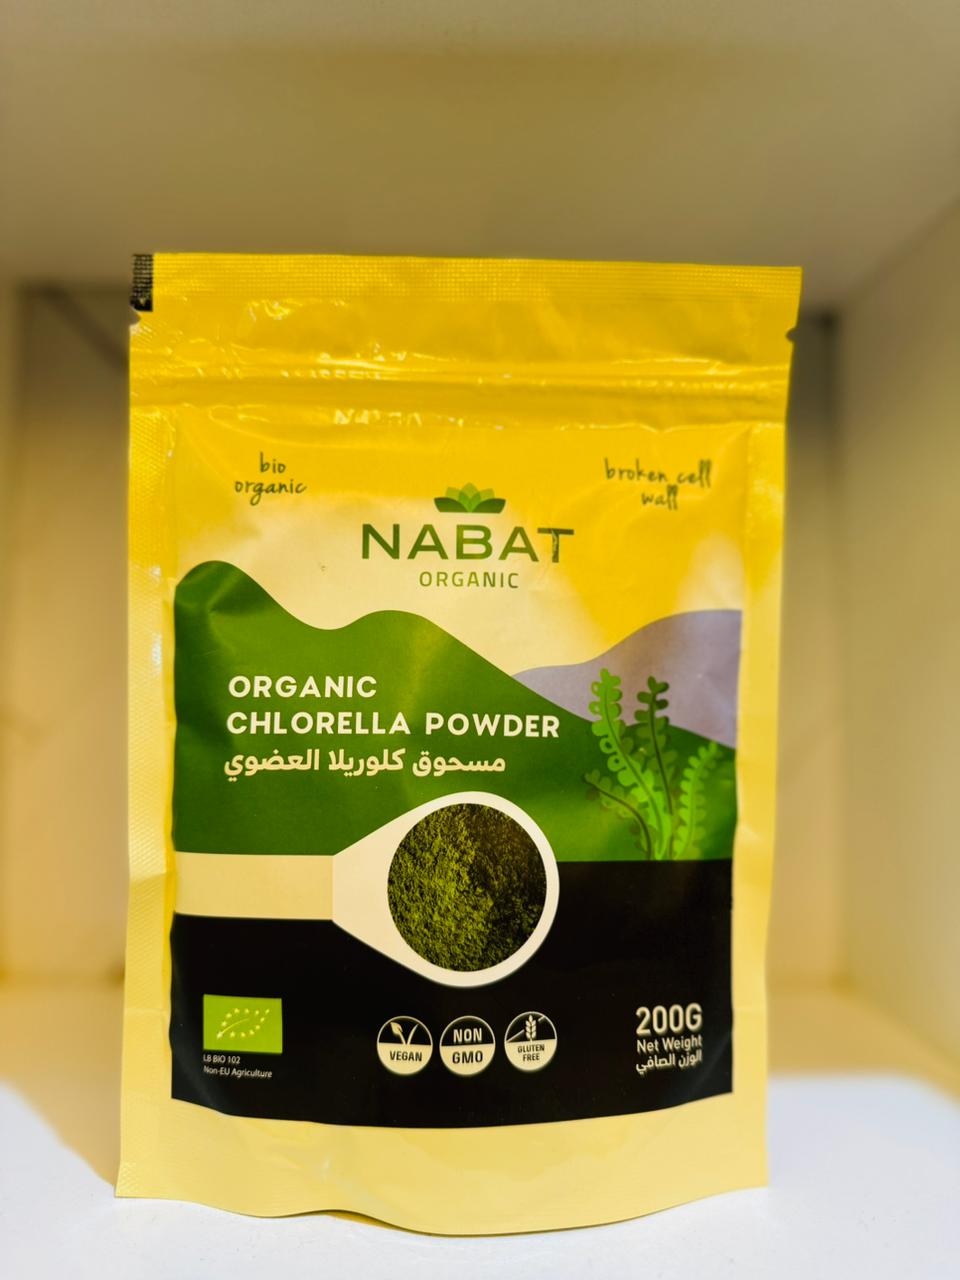 bio
organic
broken cell
wall
NABAT
ORGANIC
ORGANIC
CHLORELLA POWDER
مسحوق كلوريلا العضوي
VEGAN
NON
GMO
GLUTEN
FREE
200G
Net Weight
الوزن الصافي
LB BIO 102
Non-EU Agriculture